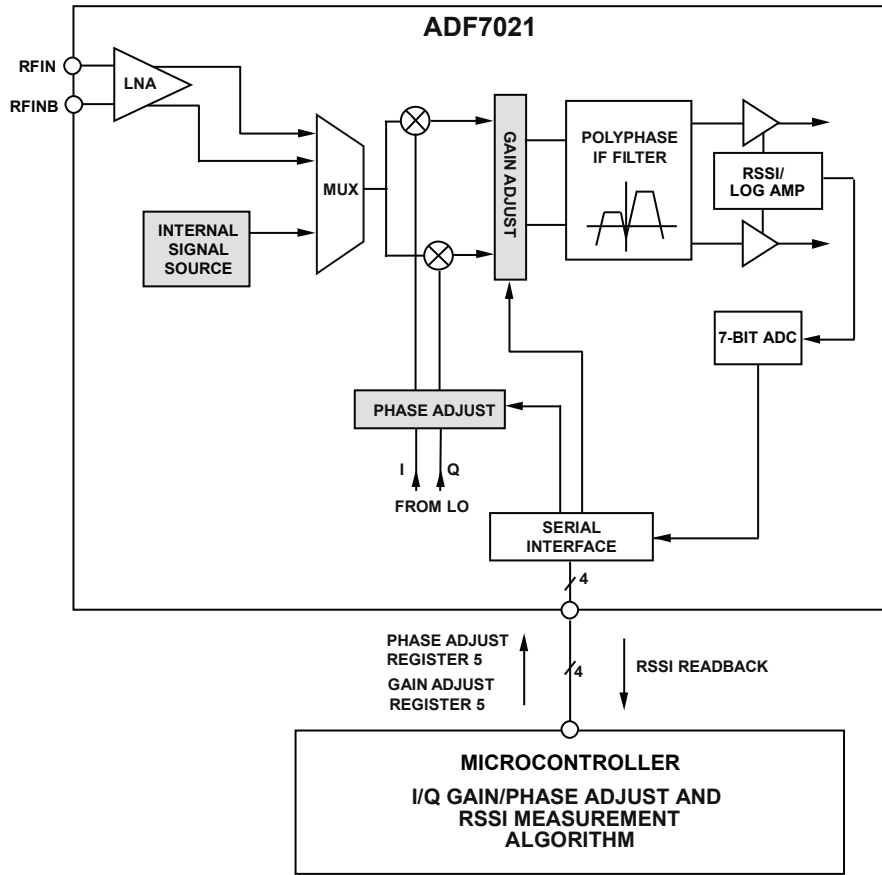 ADF7021
RFIN
RFINB
LNA
MUX
INTERNAL
SIGNAL
SOURCE
GAIN ADJUST
POLYPHASE
IF FILTER
RSSI/
LOG AMP
7-BIT ADC
PHASE ADJUST
I
Q
FROM LO
SERIAL
INTERFACE
4
PHASE ADJUST
REGISTER 5
GAIN ADJUST
REGISTER 5
4
RSSI READBACK
MICROCONTROLLER
I/Q GAIN/PHASE ADJUST AND
RSSI MEASUREMENT
ALGORITHM